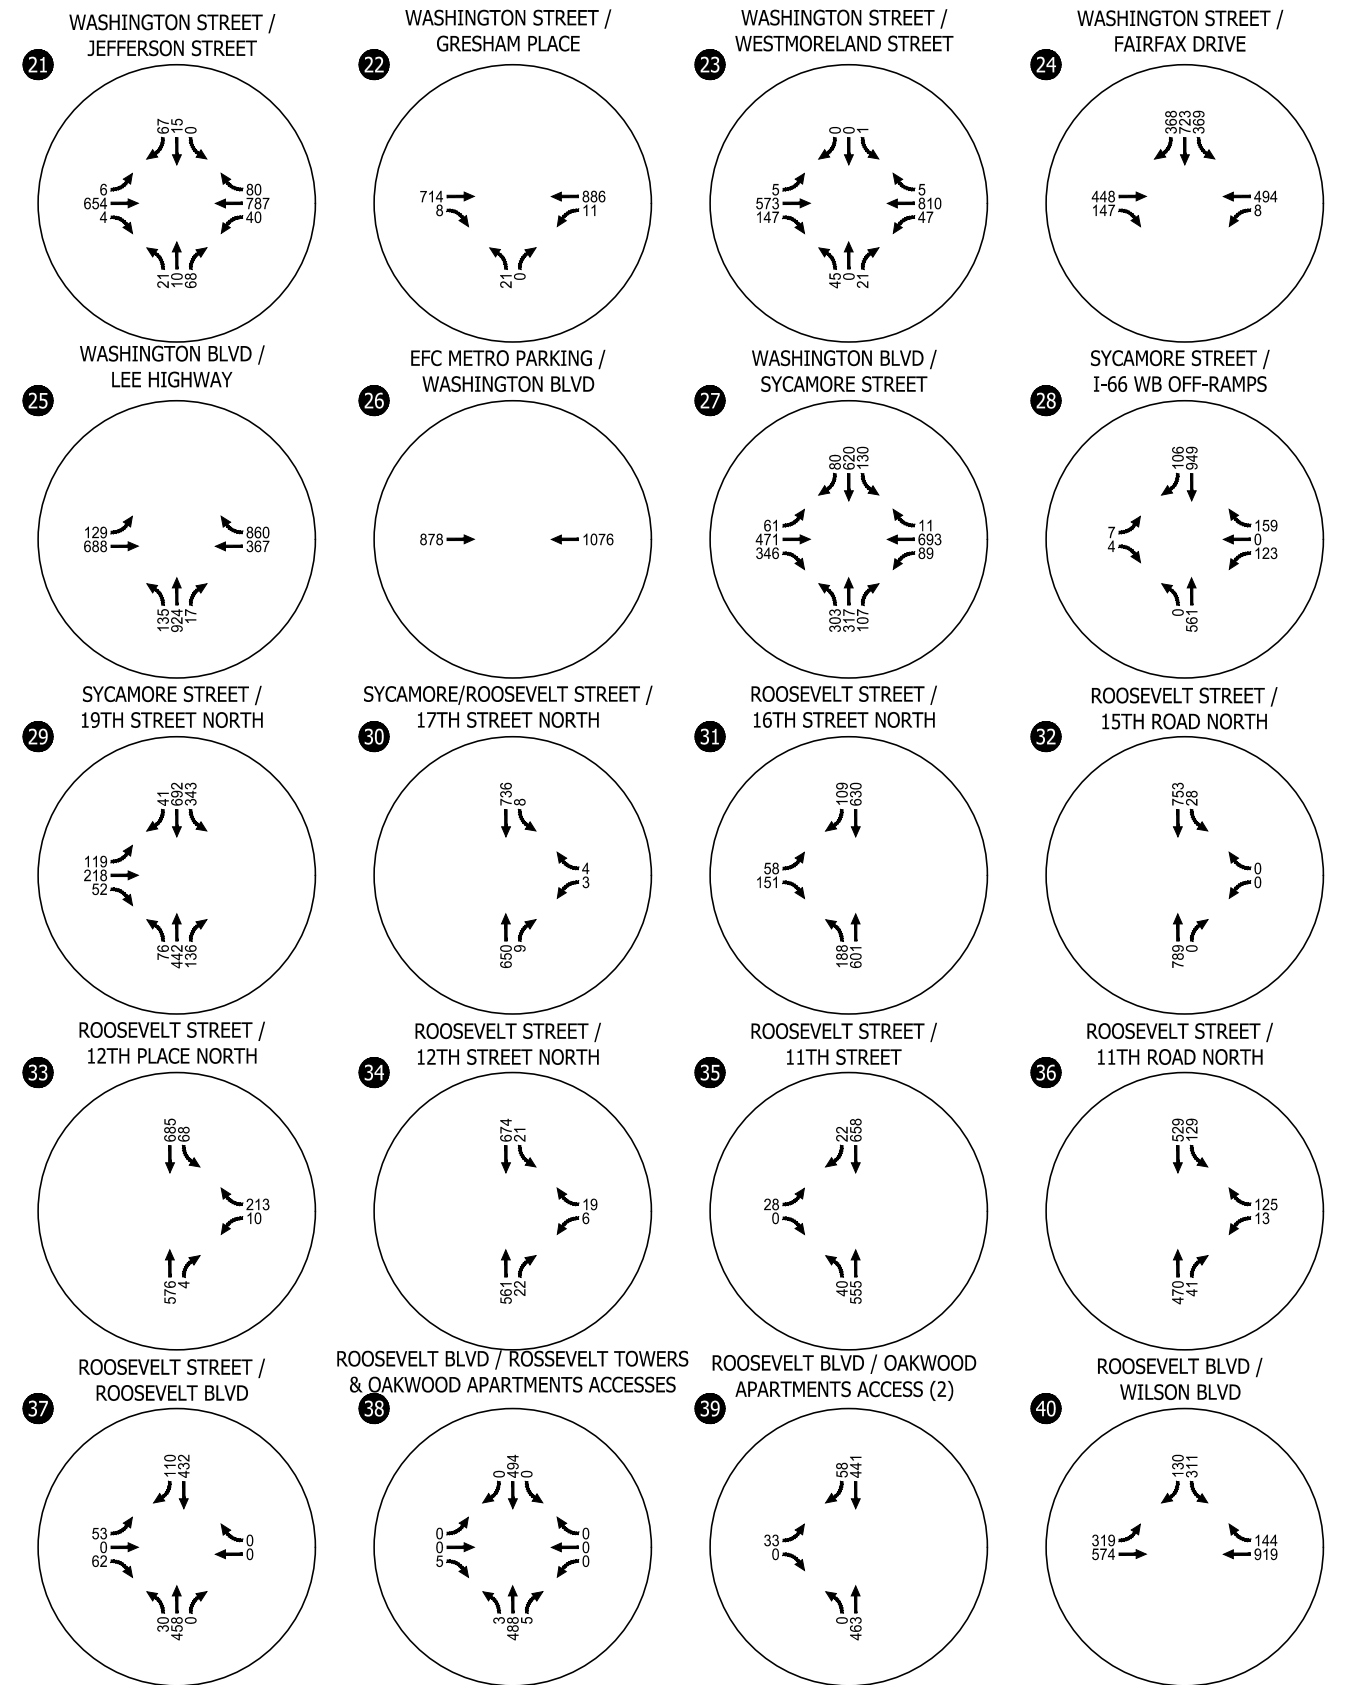 WASHINGTON STREET /
JEFFERSON STREET
21
67 15 0
6
654
4
80
787
40
21 10 68
WASHINGTON STREET /
GRESHAM PLACE
22
714
8
886
11
21 0
WASHINGTON STREET /
WESTMORELAND STREET
23
0 0 1
5
573
147
5
810
47
45 0 21
WASHINGTON STREET /
FAIRFAX DRIVE
24
368 723 369
448
147
494
8
WASHINGTON BLVD /
LEE HIGHWAY
25
129
688
860
367
135 924 17
EFC METRO PARKING /
WASHINGTON BLVD
26
878
1076
WASHINGTON BLVD /
SYCAMORE STREET
27
80 620 130
61
471
346
11
693
89
303 317 107
SYCAMORE STREET /
I-66 WB OFF-RAMPS
28
106 949
7
4
159
0
123
0 561
SYCAMORE STREET /
19TH STREET NORTH
29
41 692 343
119
218
52
76 442 136
SYCAMORE/ROOSEVELT STREET /
17TH STREET NORTH
30
736 8
4
3
650 9
ROOSEVELT STREET /
16TH STREET NORTH
31
109 630
58
151
188 601
ROOSEVELT STREET /
15TH ROAD NORTH
32
753 28
0
0
789 0
ROOSEVELT STREET /
12TH PLACE NORTH
33
685 68
213
10
576 4
ROOSEVELT STREET /
12TH STREET NORTH
34
674 21
19
6
561 22
ROOSEVELT STREET /
11TH STREET
35
22 658
28
0
40 555
ROOSEVELT STREET /
11TH ROAD NORTH
36
529 129
125
13
470 41
ROOSEVELT STREET /
ROOSEVELT BLVD
37
110 432
53
0
62
0
0
30 458 0
ROOSEVELT BLVD / ROSSEVELT TOWERS
& OAKWOOD APARTMENTS ACCESSES
38
0 494 0
0
0
5
0
0
0
3 488 5
ROOSEVELT BLVD / OAKWOOD
APARTMENTS ACCESS (2)
39
58 441
33
0
0 463
ROOSEVELT BLVD /
WILSON BLVD
40
130 311
319
574
144
919